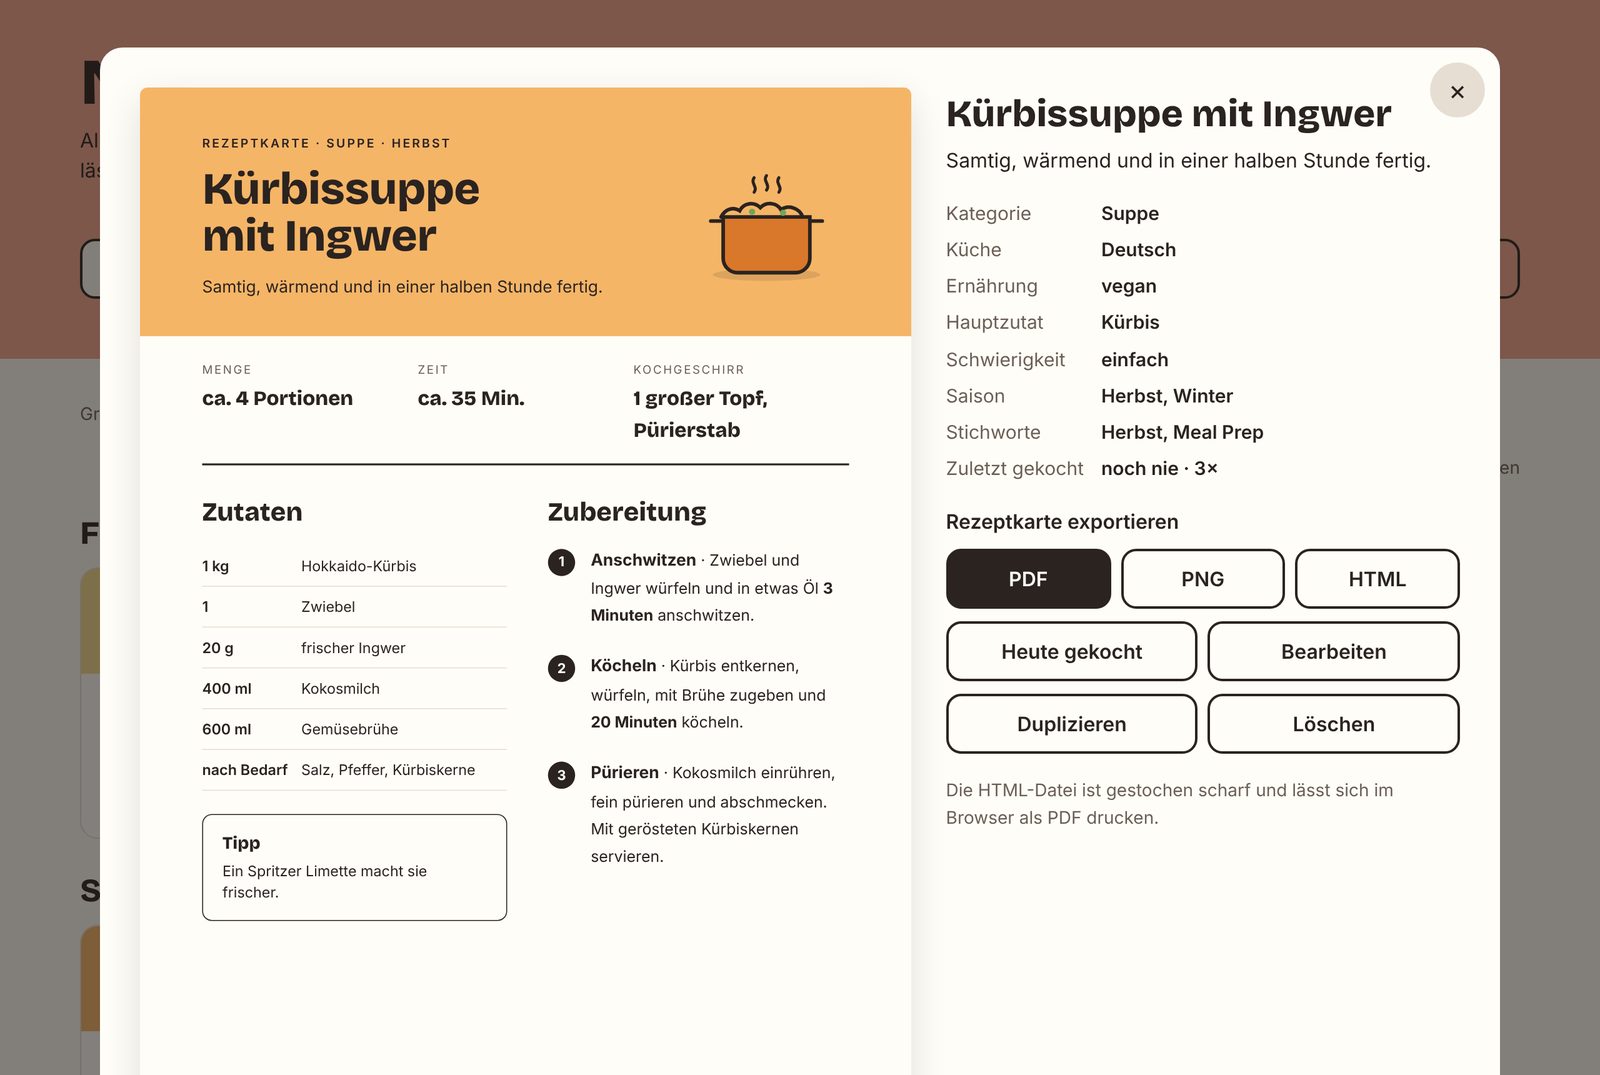 REZEPTKARTE · SUPPE · HERBST
Kürbissuppe
mit Ingwer
Samtig, wärmend und in einer halben Stunde fertig.
MENGE
ca. 4 Portionen
ZEIT
ca. 35 Min.
KOCHGESCHIRR
1 großer Topf,
Pürierstab
Zutaten
1 kg Hokkaido-Kürbis
1 Zwiebel
20 g frischer Ingwer
400 ml Kokosmilch
600 ml Gemüsebrühe
nach Bedarf Salz, Pfeffer, Kürbiskerne
Tipp
Ein Spritzer Limette macht sie
frischer.
Zubereitung
1 Anschwitzen · Zwiebel und
Ingwer würfeln und in etwas Öl 3
Minuten anschwitzen.
2 Köcheln · Kürbis entkernen,
würfeln, mit Brühe zugeben und
20 Minuten köcheln.
3 Pürieren · Kokosmilch einrühren,
fein pürieren und abschmecken.
Mit gerösteten Kürbiskernen
servieren.
×
Kürbissuppe mit Ingwer
Samtig, wärmend und in einer halben Stunde fertig.
Kategorie Suppe
Küche Deutsch
Ernährung vegan
Hauptzutat Kürbis
Schwierigkeit einfach
Saison Herbst, Winter
Stichworte Herbst, Meal Prep
Zuletzt gekocht noch nie · 3×
Rezeptkarte exportieren
PDF PNG HTML
Heute gekocht Bearbeiten
Duplizieren Löschen
Die HTML-Datei ist gestochen scharf und lässt sich im
Browser als PDF drucken.